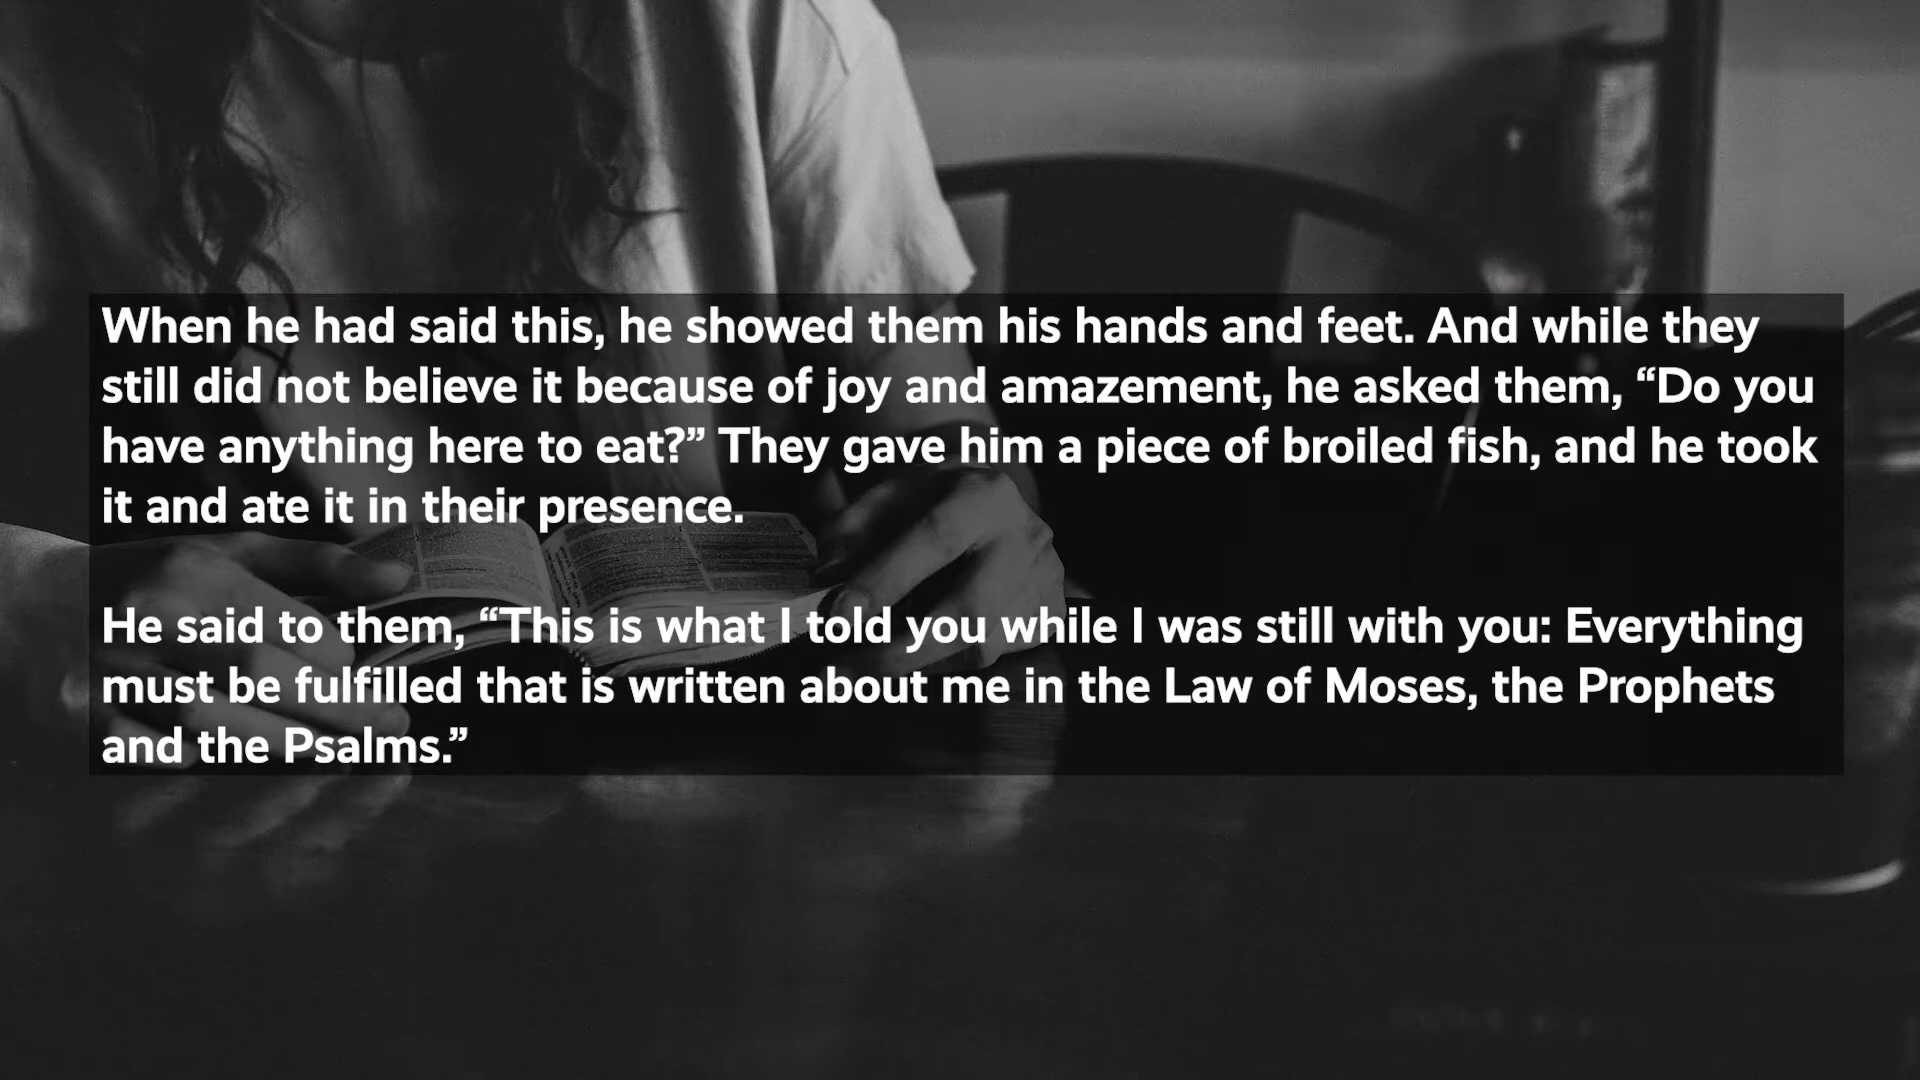 When he had said this, he showed them his hands and feet. And while they
still did not believe it because of joy and amazement, he asked them, “Do you
have anything here to eat?” They gave him a piece of broiled fish, and he took
it and ate it in their presence.
He said to them, “This is what I told you while I was still with you: Everything
must be fulfilled that is written about me in the Law of Moses, the Prophets
and the Psalms.”